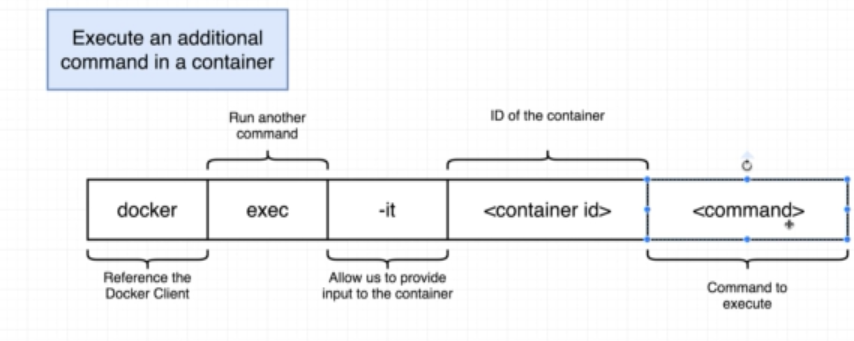 Execute an additional
command in a container
Run another
command
ID of the container
docker
exec
-it
<container id>
<command>
Reference the
Docker Client
Allow us to provide
input to the container
Command to
execute